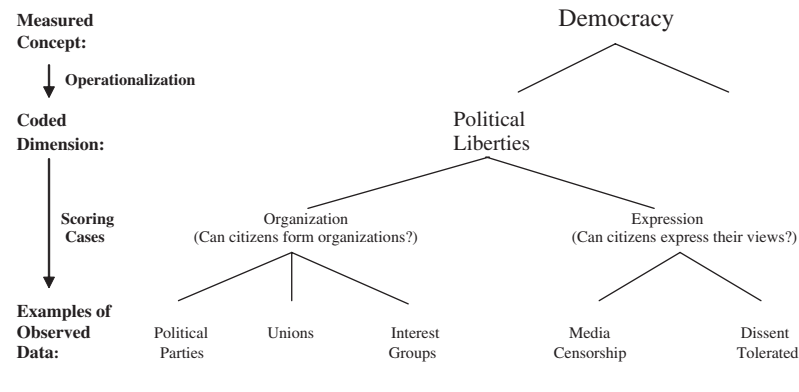 Measured
Concept:
Democracy
Operationalization
Coded
Dimension:
Political
Liberties
Scoring
Cases
Organization
(Can citizens form organizations?)
Expression
(Can citizens express their views?)
Examples of
Observed
Data:
Political
Parties
Unions
Interest
Groups
Media
Censorship
Dissent
Tolerated